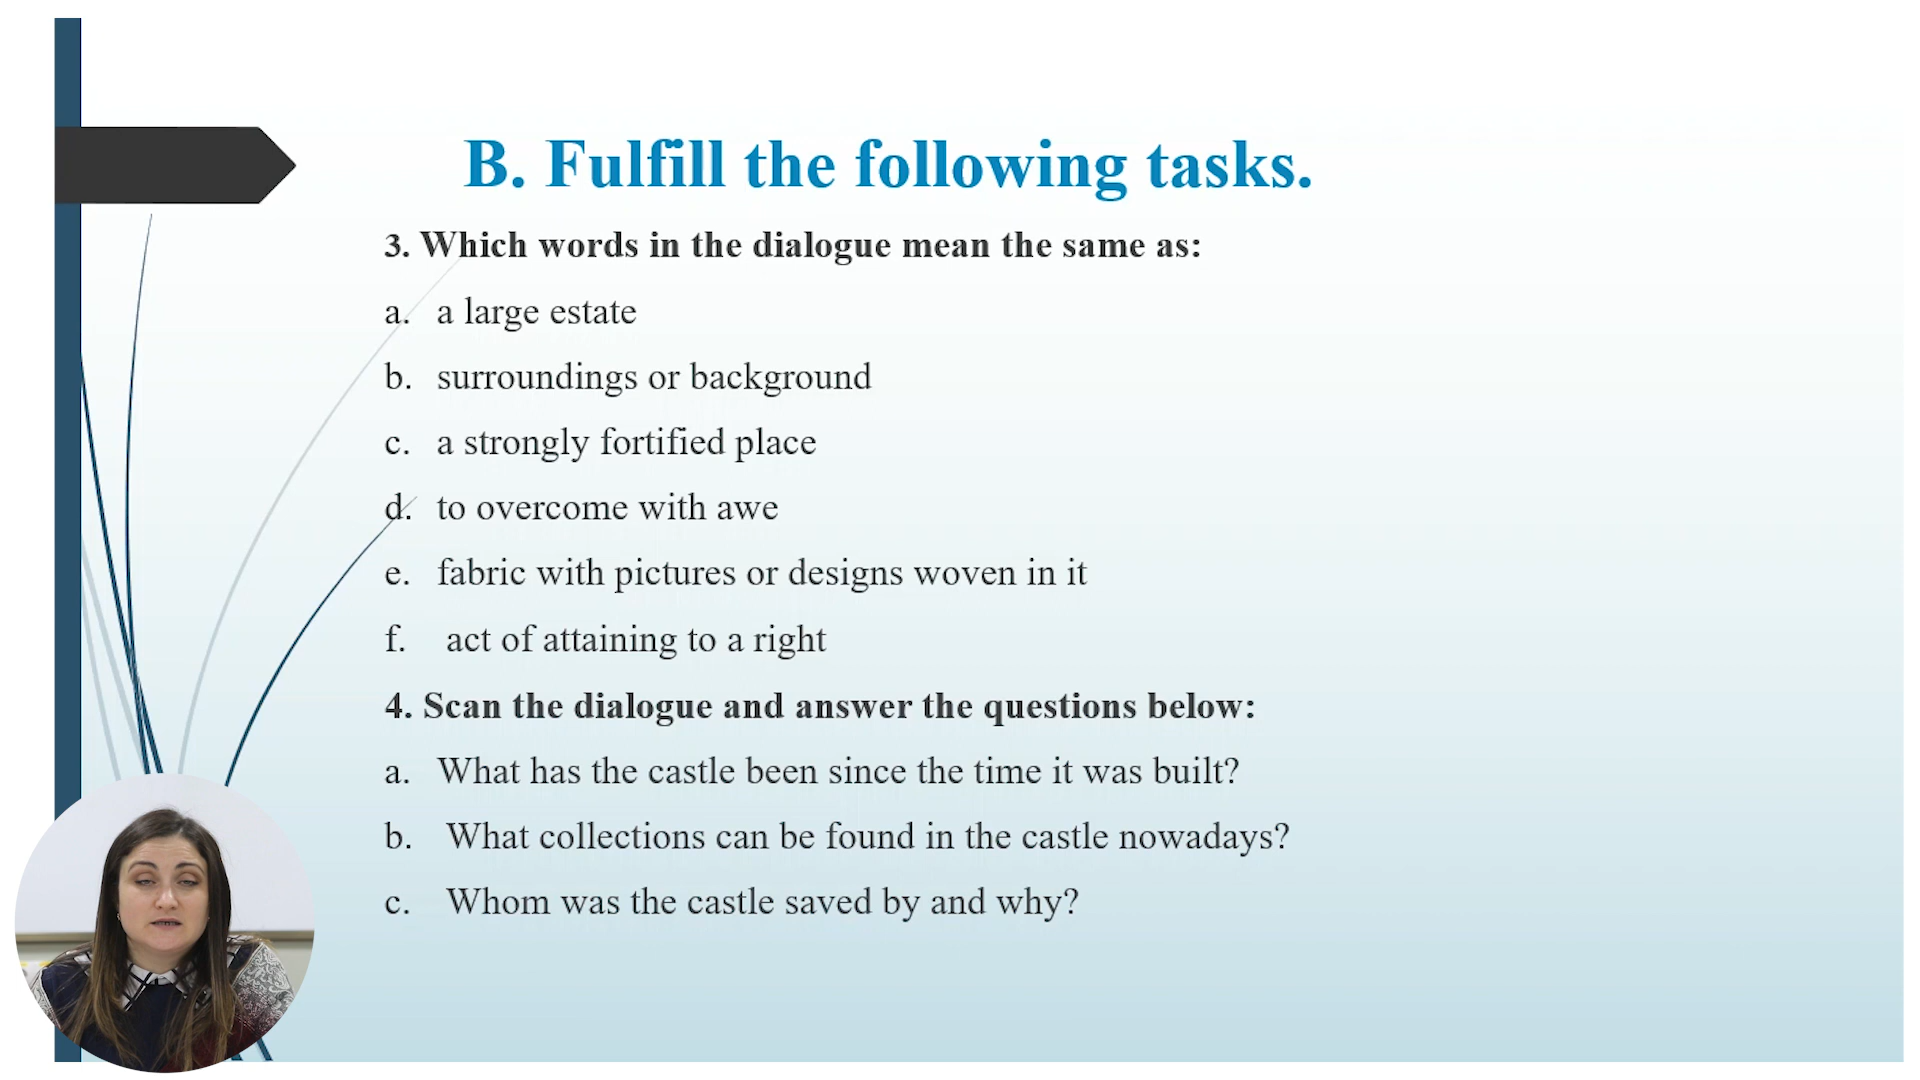 B. Fulfill the following tasks.
3. Which words in the dialogue mean the same as:
a. a large estate
b. surroundings or background
c. a strongly fortified place
d. to overcome with awe
e. fabric with pictures or designs woven in it
f. act of attaining to a right
4. Scan the dialogue and answer the questions below:
a. What has the castle been since the time it was built?
b. What collections can be found in the castle nowadays?
c. Whom was the castle saved by and why?